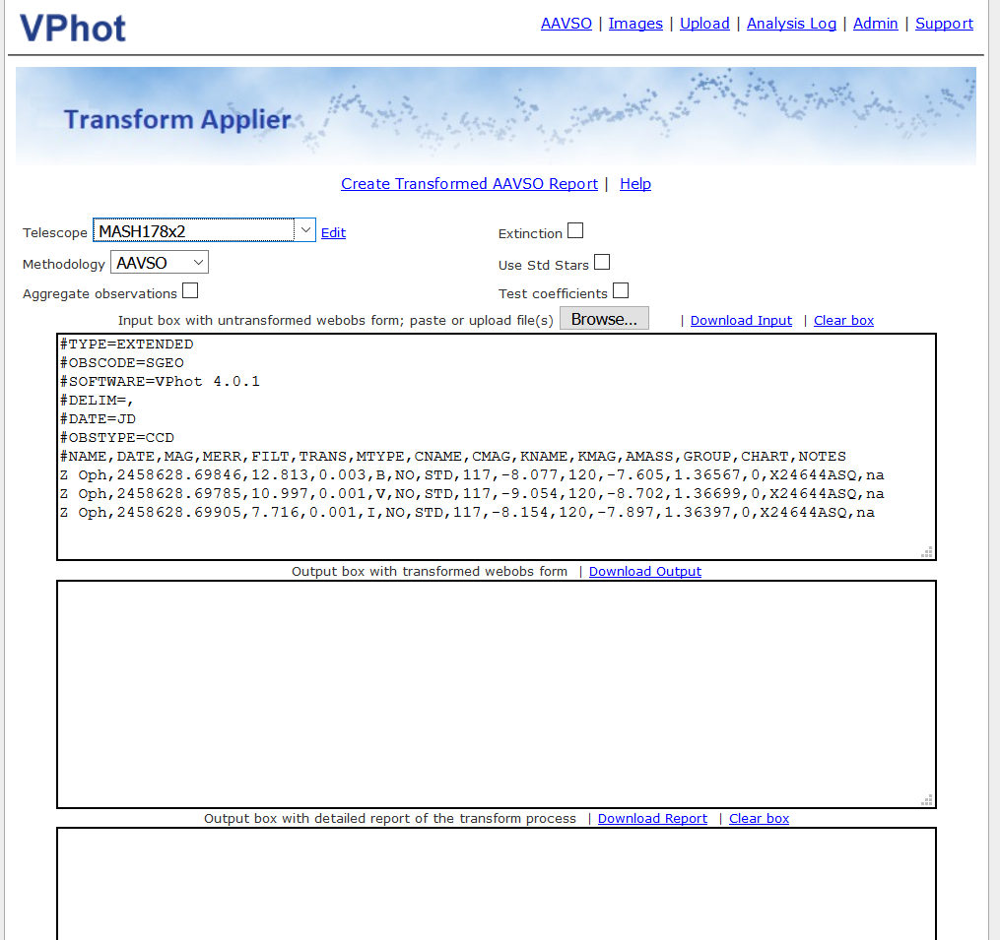 VPhot
AAVSO | Images | Upload | Analysis Log | Admin | Support
Transform Applier
Create Transformed AAVSO Report | Help
Telescope MASH178x2 Edit Extinction
Methodology AAVSO Use Std Stars
Aggregate observations Test coefficients
Input box with untransformed webobs form; paste or upload file(s) Browse... | Download Input | Clear box
#TYPE=EXTENDED
#OBSCODE=SGEO
#SOFTWARE=VPhot 4.0.1
#DELIM=,
#DATE=JD
#OBSTYPE=CCD
#NAME,DATE,MAG,MERR,FILT,TRANS,MTYPE,CNAME,CMAG,KNAME,KMAG,AMASS,GROUP,CHART,NOTES
Z Oph,2458628.69846,12.813,0.003,B,NO,STD,117,-8.077,120,-7.605,1.36567,0,X24644ASQ,na
Z Oph,2458628.69785,10.997,0.001,V,NO,STD,117,-9.054,120,-8.702,1.36699,0,X24644ASQ,na
Z Oph,2458628.69905,7.716,0.001,I,NO,STD,117,-8.154,120,-7.897,1.36397,0,X24644ASQ,na
Output box with transformed webobs form | Download Output
Output box with detailed report of the transform process | Download Report | Clear box